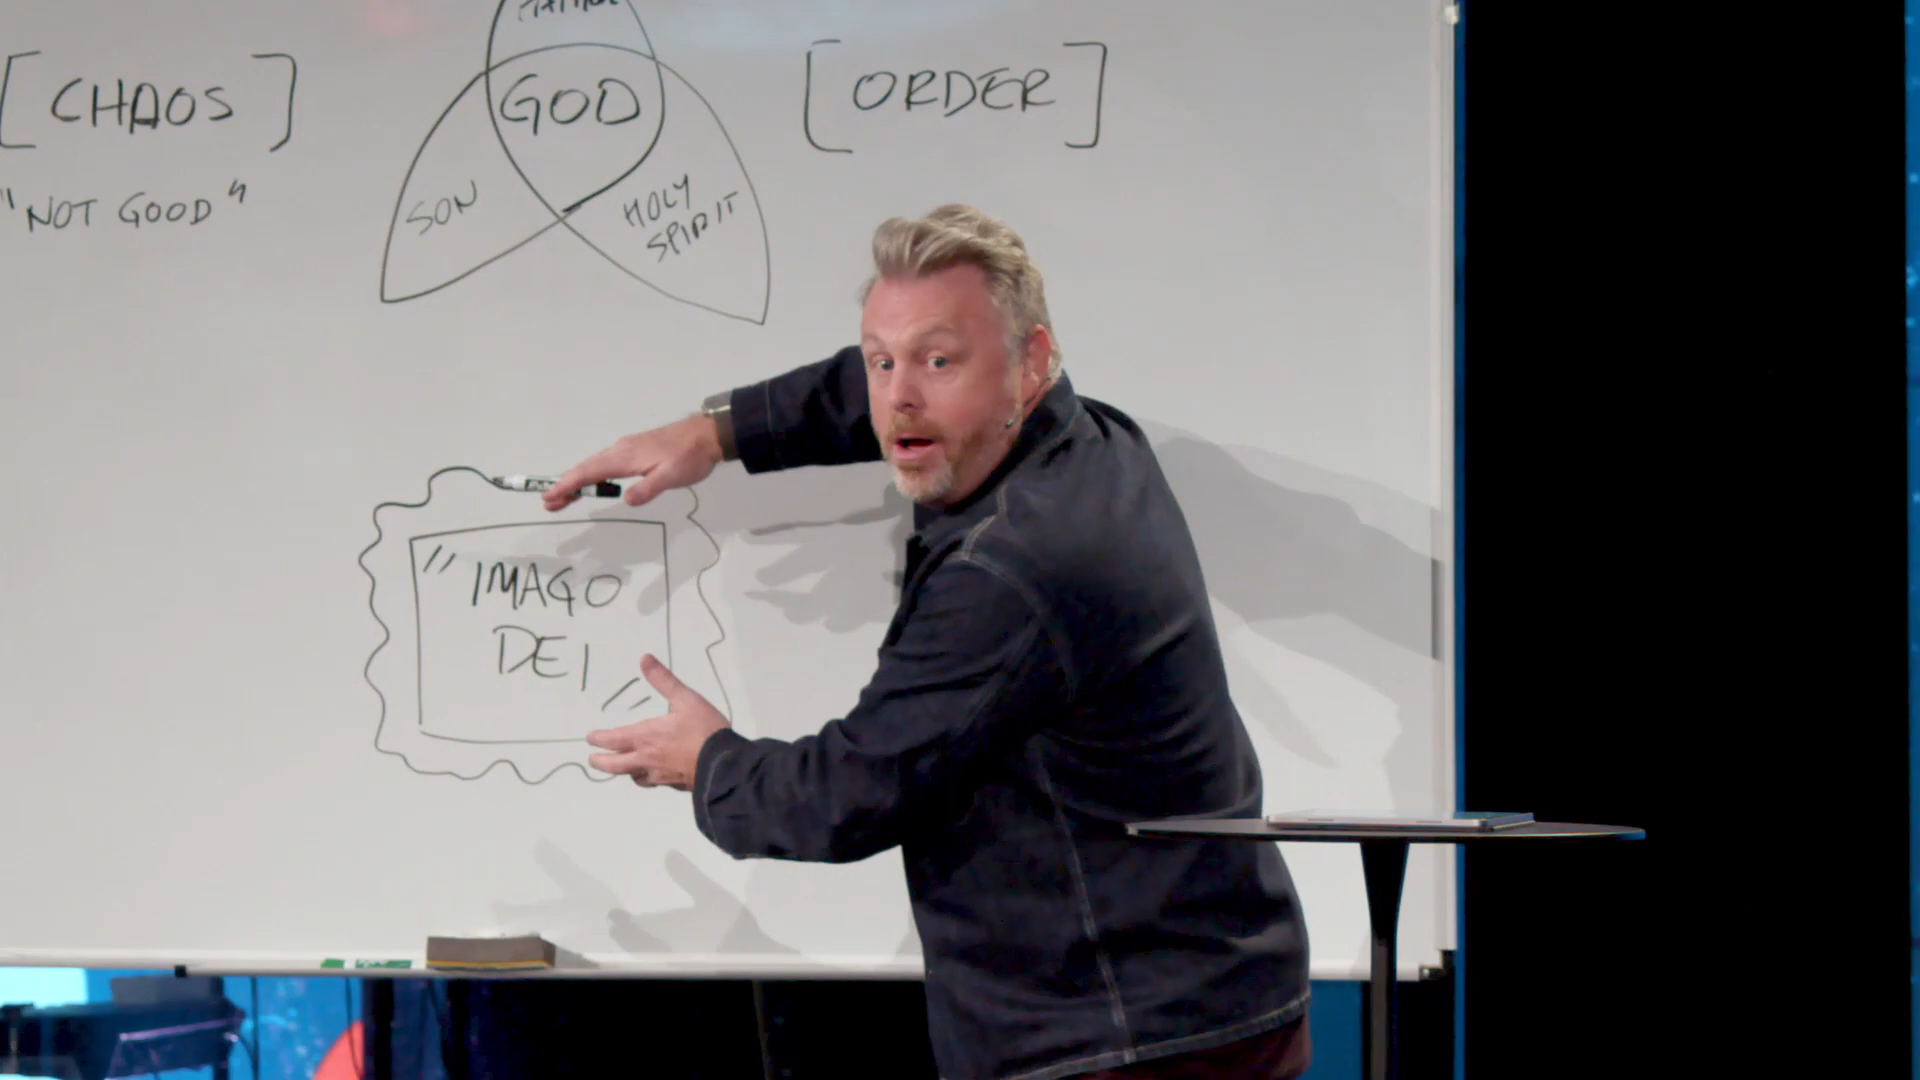 [CHAOS]
"NOT GOOD"
GOD
SON
HOLY
SPIRIT
[ORDER]
"IMAGO
DEI"